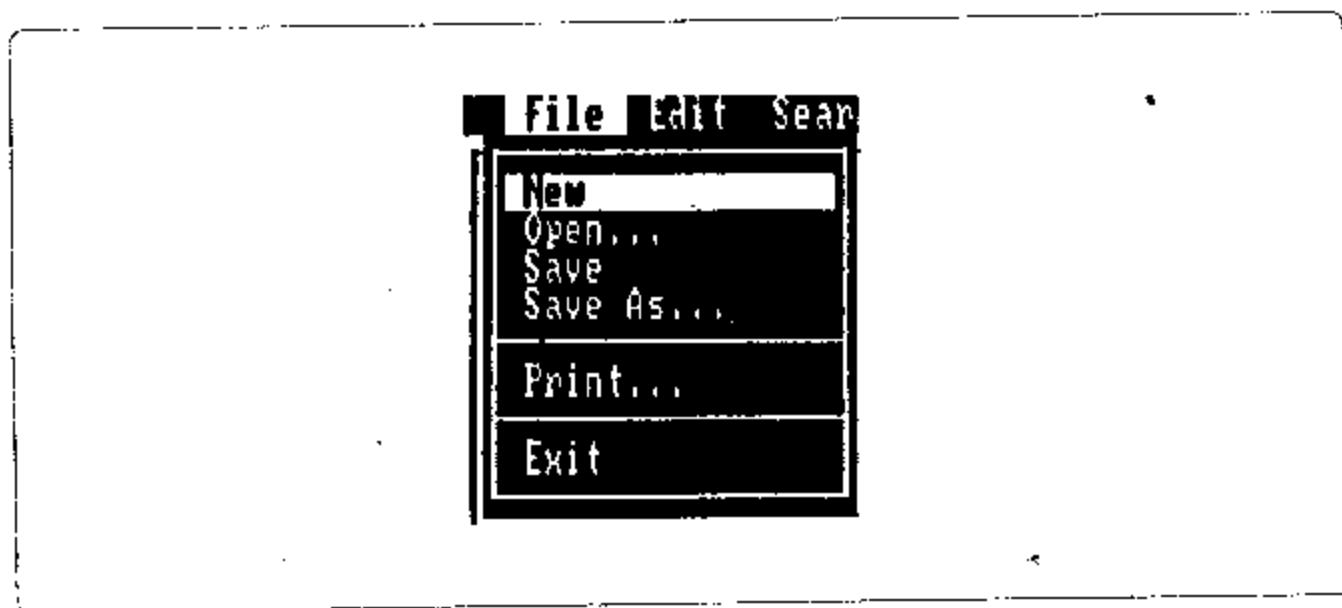 File Edit Sear
New
Open...
Save
Save As...
Print...
Exit